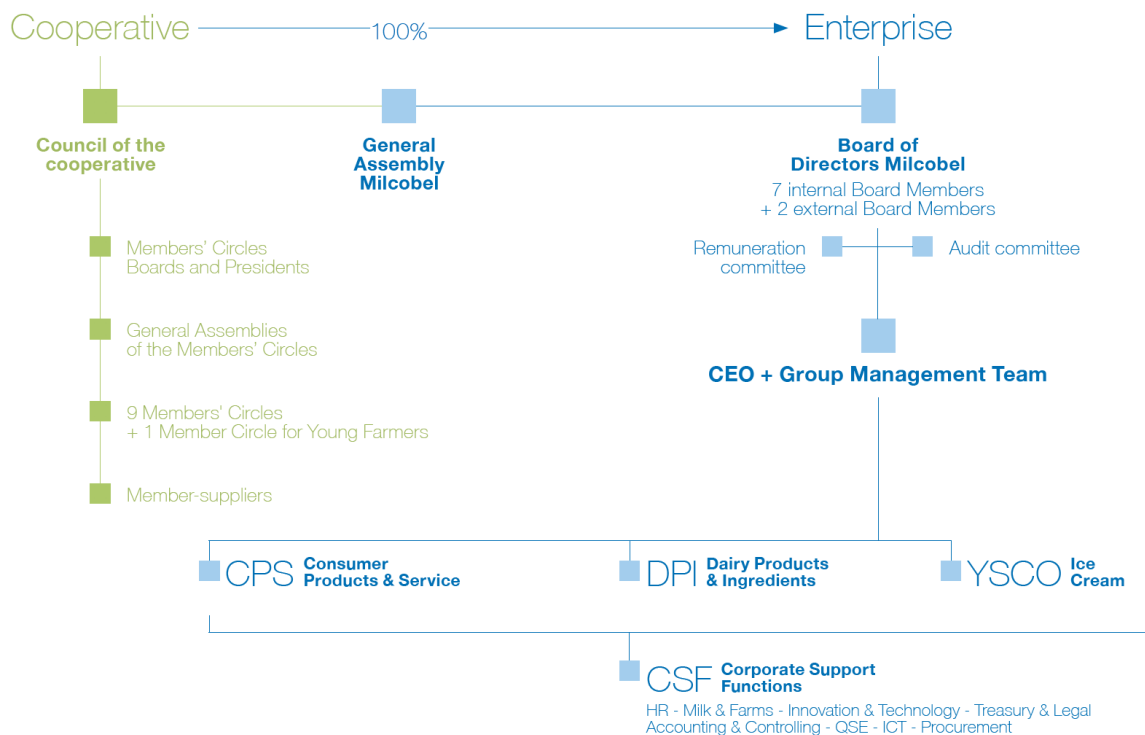 Cooperative
100%
Enterprise
Council of the
cooperative
General
Assembly
Milcobel
Board of
Directors Milcobel
7 internal Board Members
+ 2 external Board Members
Members’ Circles
Boards and Presidents
Remuneration
committee
Audit committee
General Assemblies
of the Members’ Circles
CEO + Group Management Team
9 Members' Circles
+ 1 Member Circle for Young Farmers
Member-suppliers
CPS Consumer
Products & Service
DPI Dairy Products
& Ingredients
YSCO Ice
Cream
CSF Corporate Support
Functions
HR - Milk & Farms - Innovation & Technology - Treasury & Legal
Accounting & Controlling - QSE - ICT - Procurement